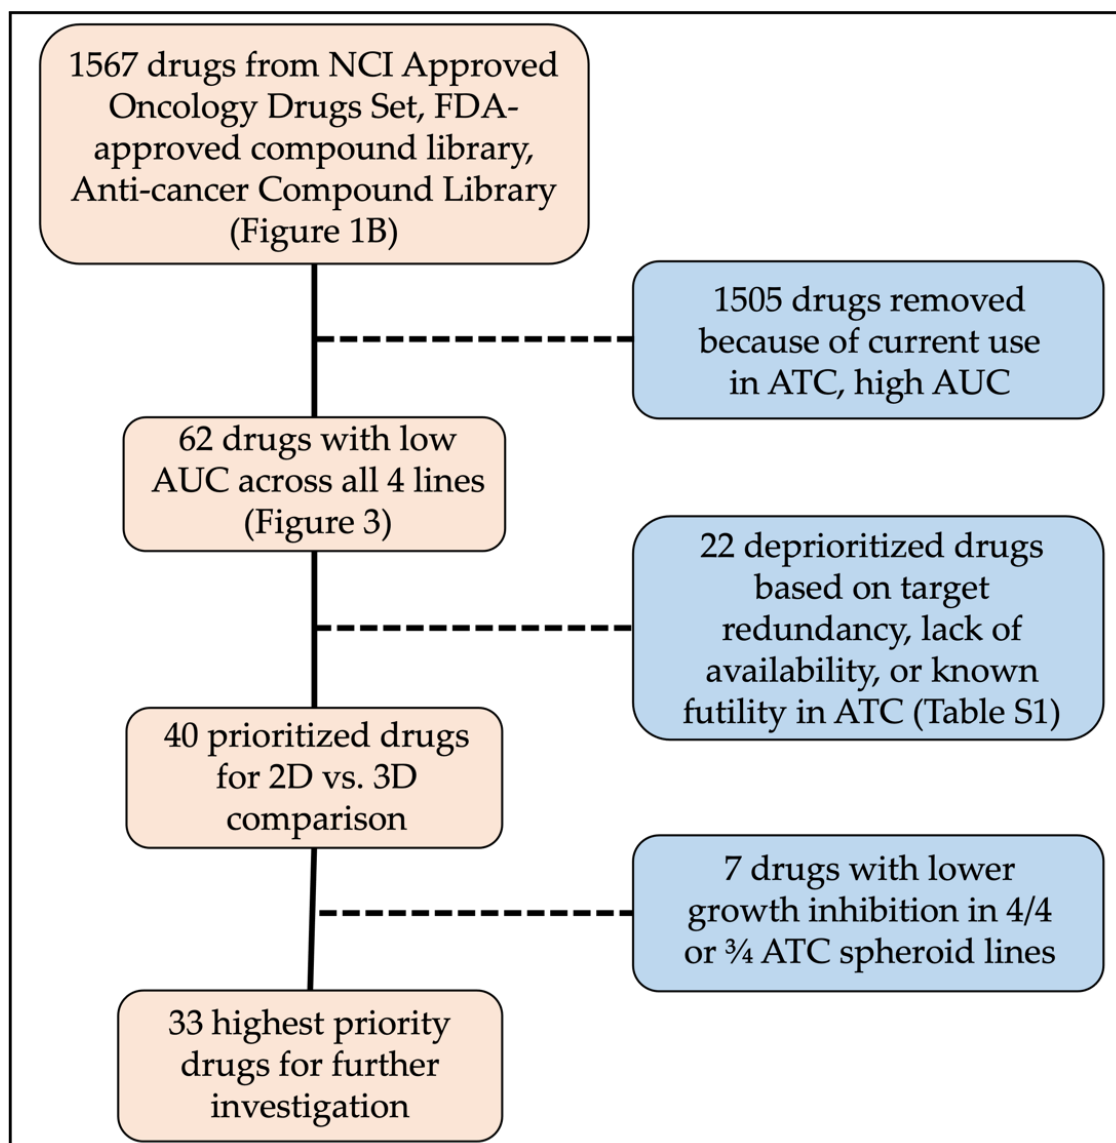 1567 drugs from NCI Approved
Oncology Drugs Set, FDA-
approved compound library,
Anti-cancer Compound Library
(Figure 1B)
1505 drugs removed
because of current use
in ATC, high AUC
62 drugs with low
AUC across all 4 lines
(Figure 3)
22 deprioritized drugs
based on target
redundancy, lack of
availability, or known
futility in ATC (Table S1)
40 prioritized drugs
for 2D vs. 3D
comparison
7 drugs with lower
growth inhibition in 4/4
or ¾ ATC spheroid lines
33 highest priority
drugs for further
investigation